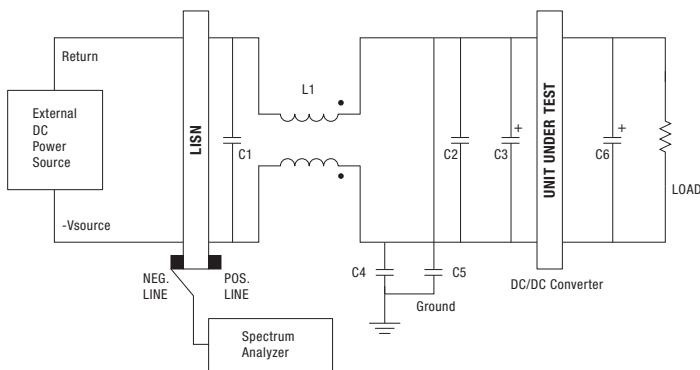 Return
L1
External
DC
Power
Source
LISN
C1
C2
C3
+
UNIT UNDER TEST
C6
+
LOAD
-Vsource
NEG.
LINE
POS.
LINE
C4
C5
Ground
DC/DC Converter
Spectrum
Analyzer